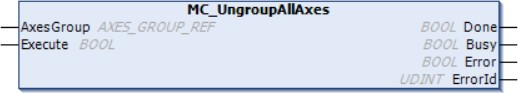 MC_UngroupAllAxes
AxesGroup AXES_GROUP_REF BOOL Done
Execute BOOL BOOL Busy
BOOL Error
UDINT ErrorId